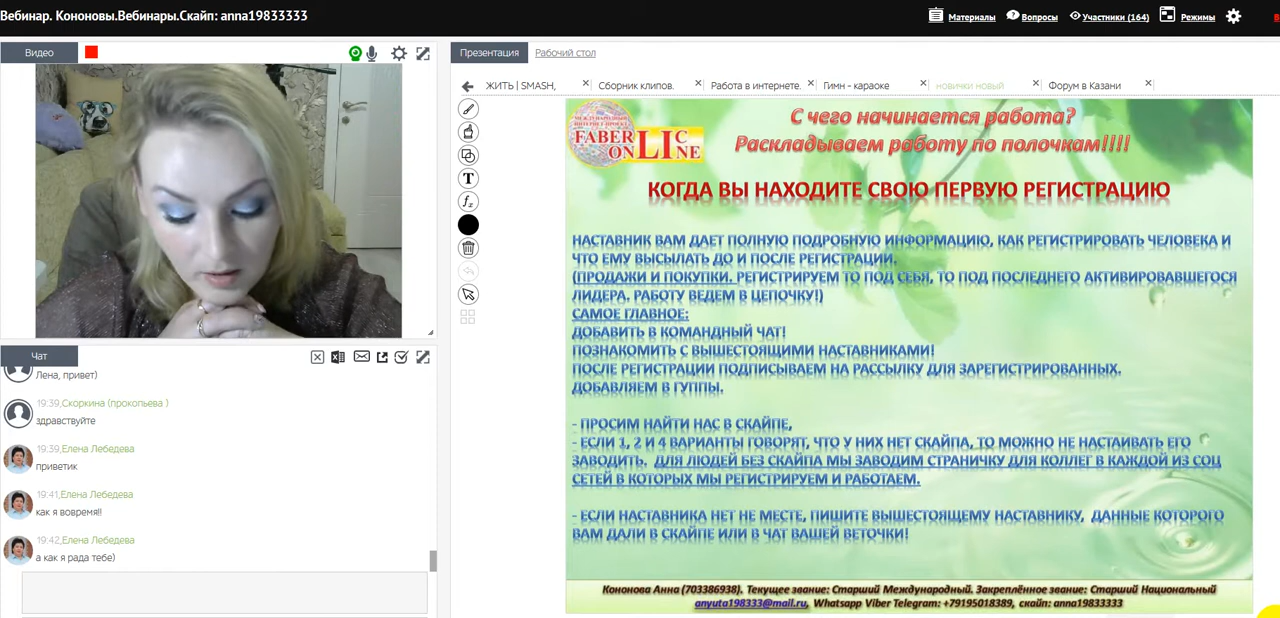 Вебинар. Кононовы.Вебинары.Скайп: anna19833333
Материалы
Вопросы
Участники (164)
Режимы
Видео
Презентация
Рабочий стол
ЖИТЬ | SMASH,
Сборник клипов.
Работа в интернете.
Гимн - караоке
новички новый
Форум в Казани
МЕЖДУНАРОДНЫЙ
ИНТЕРНЕТ-ПРОЕКТ
FABERLIC
ONLINE
С чего начинается работа?
Раскладываем работу по полочкам!!!!
КОГДА ВЫ НАХОДИТЕ СВОЮ ПЕРВУЮ РЕГИСТРАЦИЮ
НАСТАВНИК ВАМ ДАЕТ ПОЛНУЮ ПОДРОБНУЮ ИНФОРМАЦИЮ, КАК РЕГИСТРИРОВАТЬ ЧЕЛОВЕКА И
ЧТО ЕМУ ВЫСЫЛАТЬ ДО И ПОСЛЕ РЕГИСТРАЦИИ.
(ПРОДАЖИ И ПОКУПКИ. РЕГИСТРИРУЕМ ТО ПОД СЕБЯ, ТО ПОД ПОСЛЕДНЕГО АКТИВИРОВАВШЕГОСЯ
ЛИДЕРА. РАБОТУ ВЕДЕМ В ЦЕПОЧКУ!)
САМОЕ ГЛАВНОЕ:
ДОБАВИТЬ В КОМАНДНЫЙ ЧАТ!
ПОЗНАКОМИТЬ С ВЫШЕСТОЯЩИМИ НАСТАВНИКАМИ!
ПОСЛЕ РЕГИСТРАЦИИ ПОДПИСЫВАЕМ НА РАССЫЛКУ ДЛЯ ЗАРЕГИСТРИРОВАННЫХ.
ДОБАВЛЯЕМ В ГУППЫ.
- ПРОСИМ НАЙТИ НАС В СКАЙПЕ,
- ЕСЛИ 1, 2 И 4 ВАРИАНТЫ ГОВОРЯТ, ЧТО У НИХ НЕТ СКАЙПА, ТО МОЖНО НЕ НАСТАИВАТЬ ЕГО
ЗАВОДИТЬ. ДЛЯ ЛЮДЕЙ БЕЗ СКАЙПА МЫ ЗАВОДИМ СТРАНИЧКУ ДЛЯ КОЛЛЕГ В КАЖДОЙ ИЗ СОЦ
СЕТЕЙ В КОТОРЫХ МЫ РЕГИСТРИРУЕМ И РАБОТАЕМ.
- ЕСЛИ НАСТАВНИКА НЕТ НЕ МЕСТЕ, ПИШИТЕ ВЫШЕСТОЯЩЕМУ НАСТАВНИКУ, ДАННЫЕ КОТОРОГО
ВАМ ДАЛИ В СКАЙПЕ ИЛИ В ЧАТ ВАШЕЙ ВЕТОЧКИ!
Кононова Анна (703386938). Текущее звание: Старший Международный. Закреплённое звание: Старший Национальный
anyuta198333@mail.ru, Whatsapp Viber Telegram: +79195018389, скайп: anna19833333
Чат
Лена, привет)
19:39,Скоркина (прокопьева )
здравствуйте
19:39,Елена Лебедева
приветик
19:41,Елена Лебедева
как я вовремя!!
19:42,Елена Лебедева
а как я рада тебе)